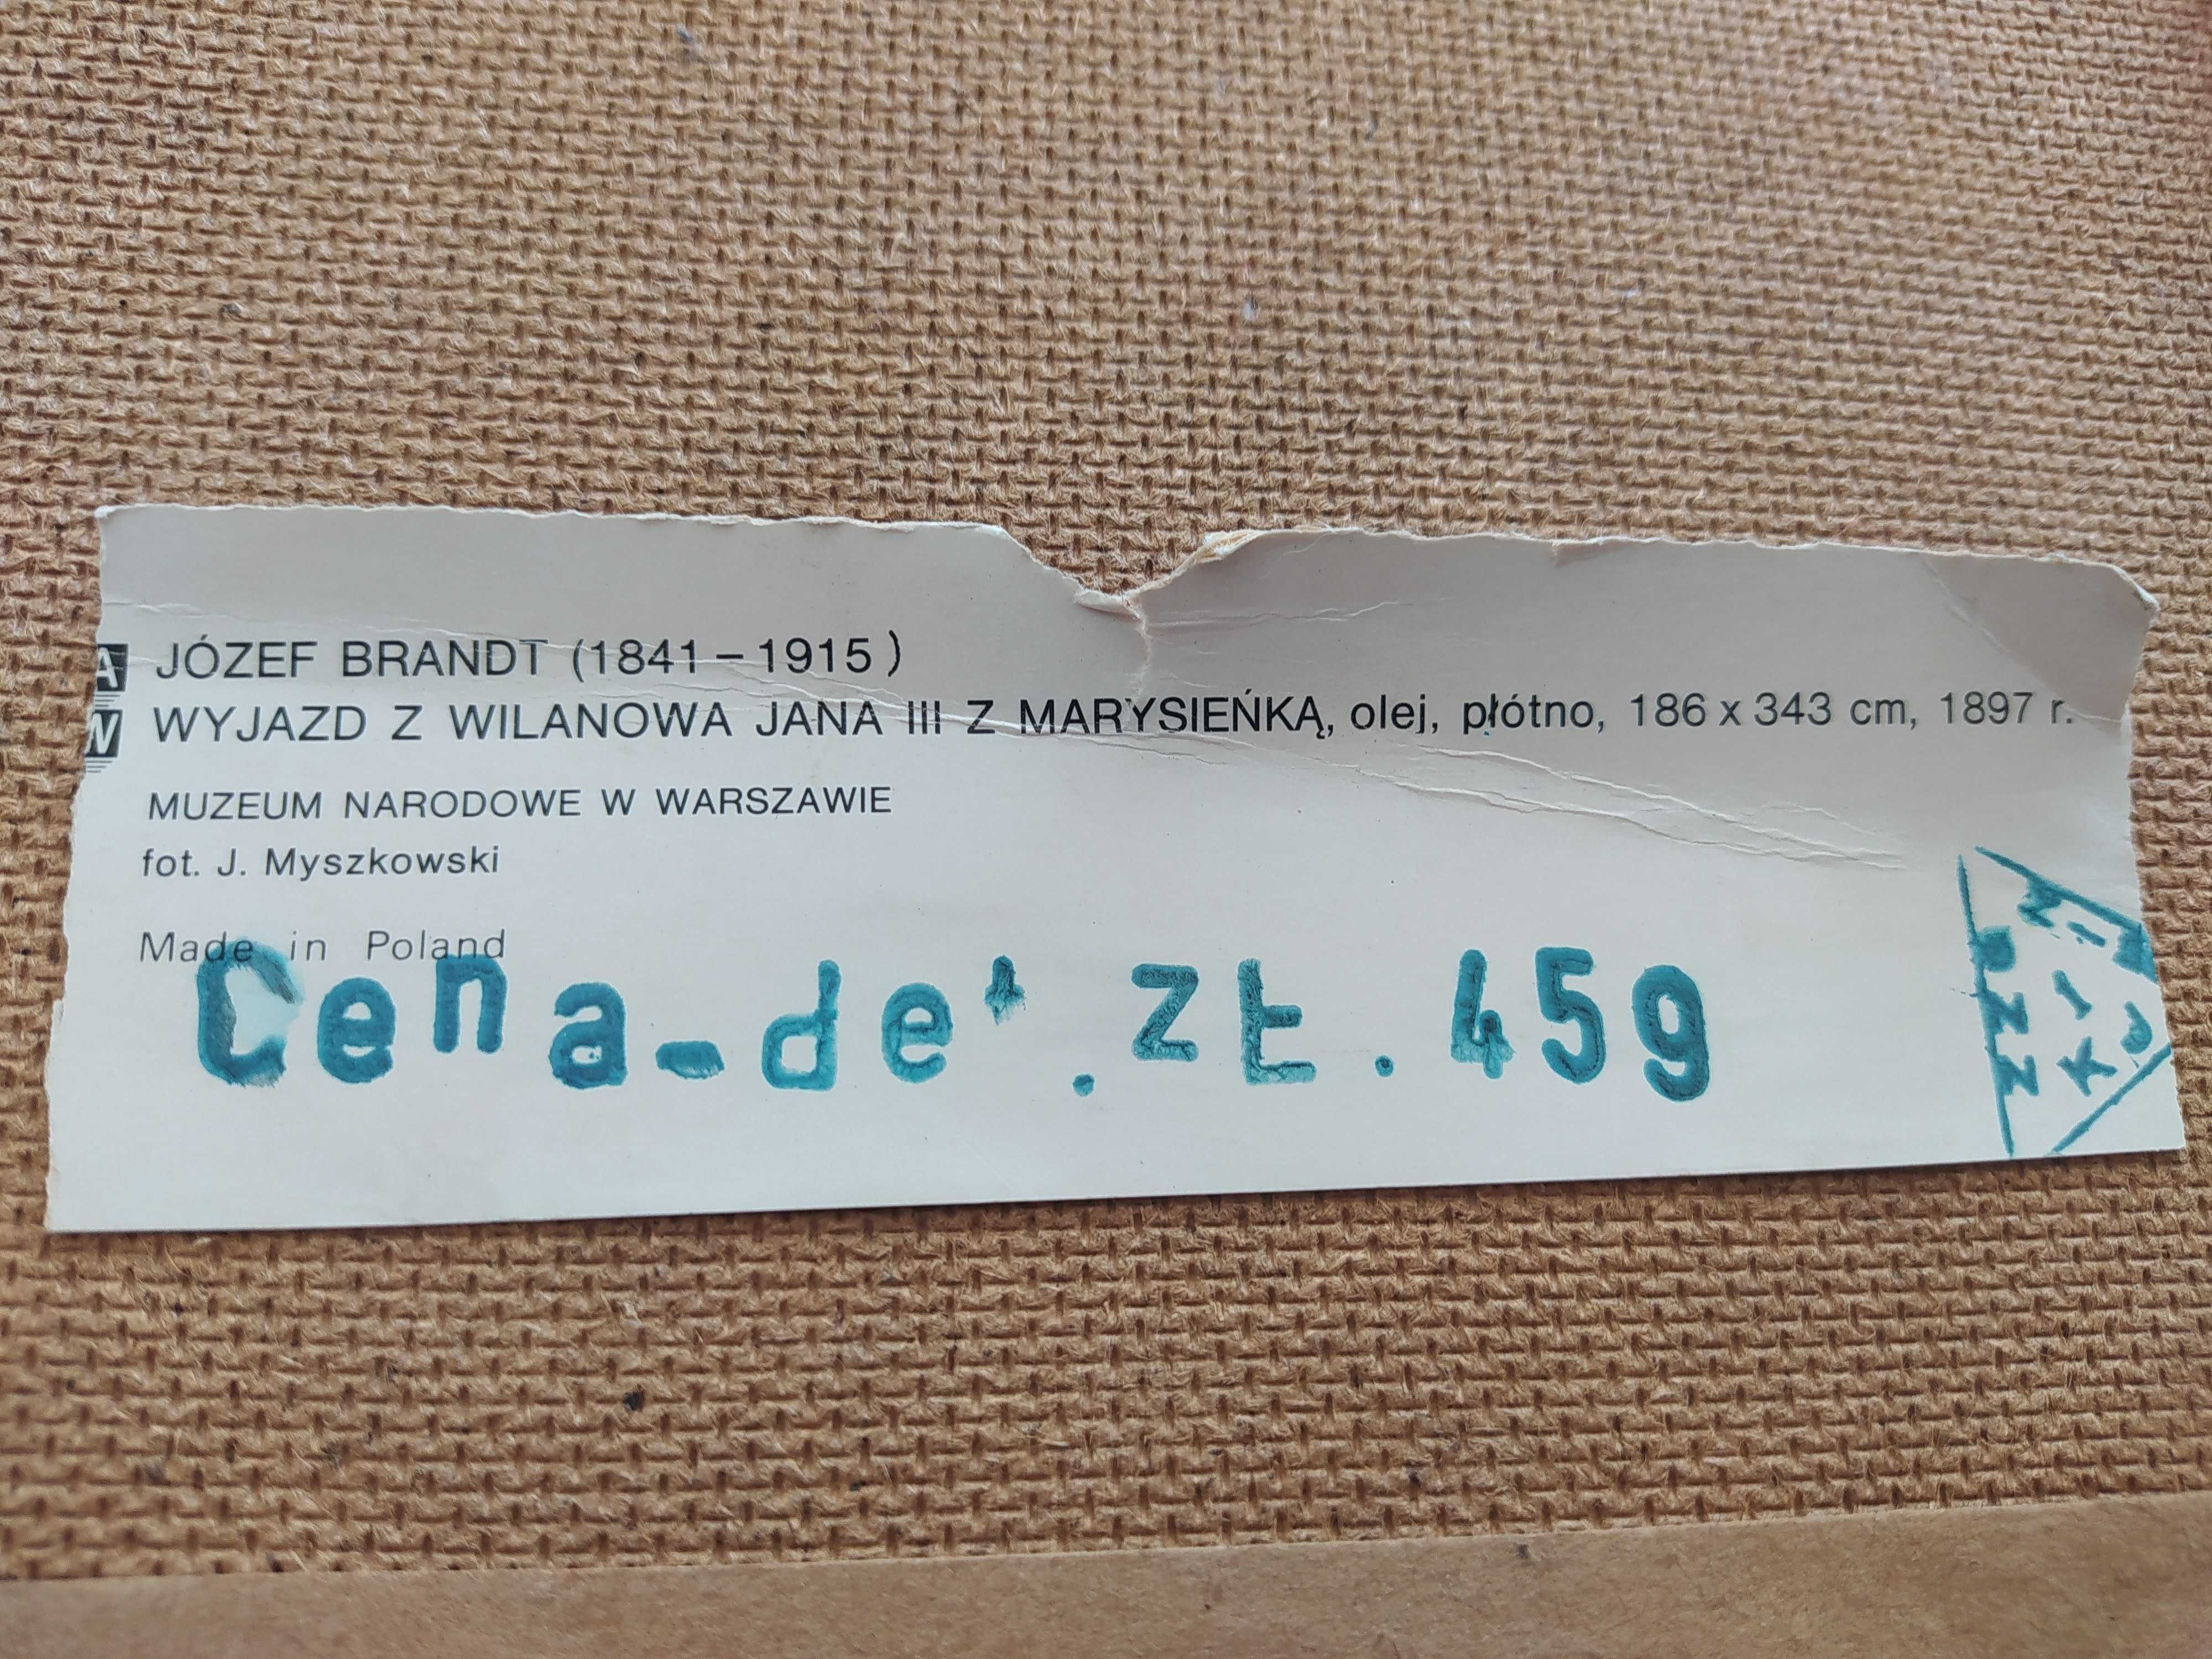 A JÓZEF BRANDT (1841–1915)
W WYJAZD Z WILANOWA JANA III Z MARYSIEŃKĄ, olej, płótno, 186 x 343 cm, 1897 r.
MUZEUM NARODOWE W WARSZAWIE
fot. J. Myszkowski
Made in Poland
Cena-det. zł. 459